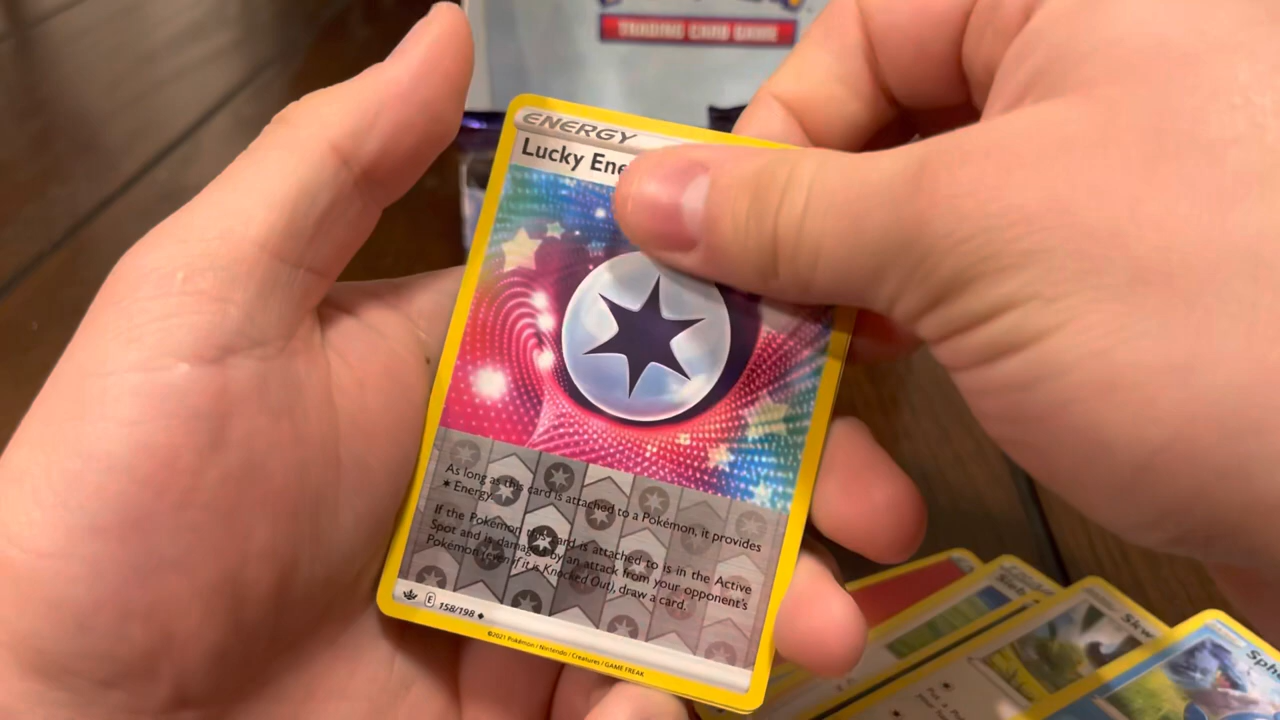 TRADING CARD GAME
ENERGY
Lucky Ene
As long as this card is attached to a Pokémon, it provides
✶ Energy.
If the Pokémon this card is attached to is in the Active
Spot and is damaged by an attack from your opponent's
Pokémon (even if it is Knocked Out), draw a card.
E 158/198 ◆
©2021 Pokémon / Nintendo / Creatures / GAME FREAK
Skw
Sphe